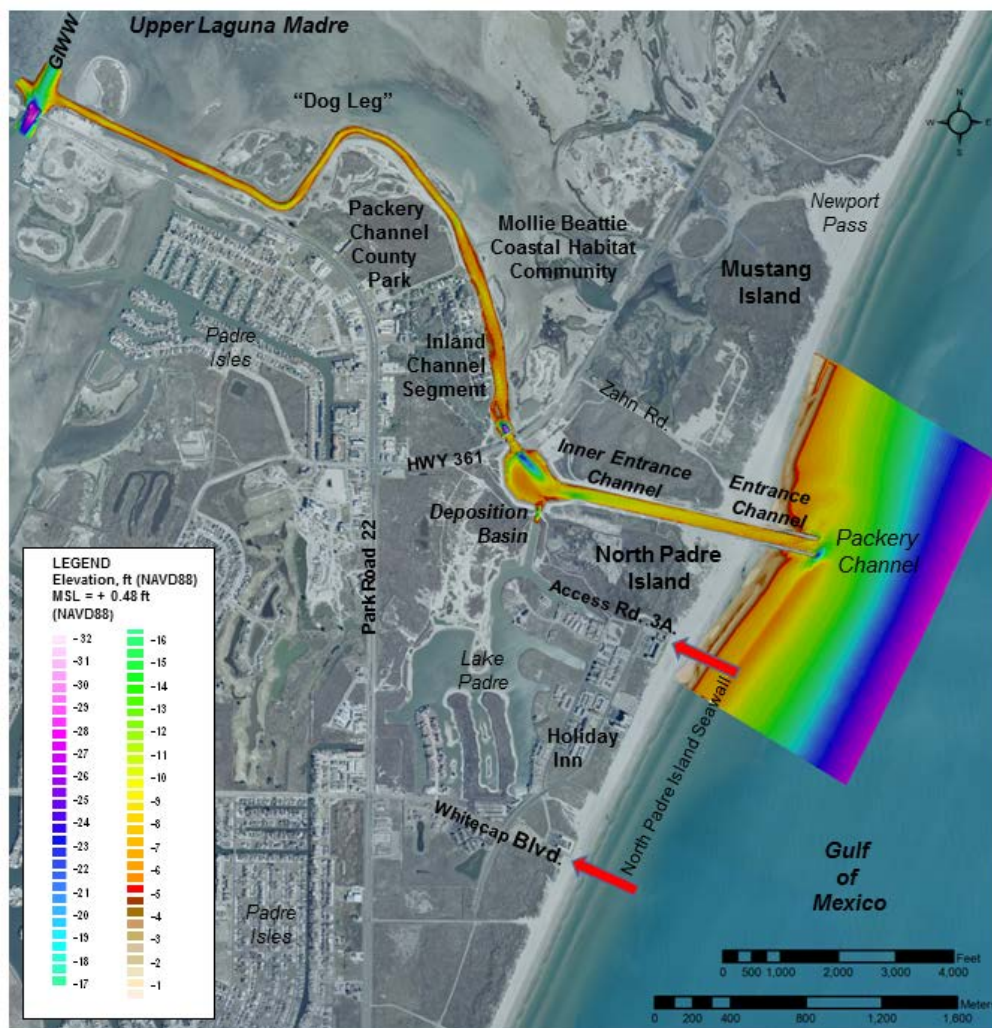 Upper Laguna Madre
GIWW
"Dog Leg"
N
W
E
S
Newport
Pass
Packery
Channel
County
Park
Mollie Beattie
Coastal Habitat
Community
Mustang
Island
Padre
Isles
Inland
Channel
Segment
Zahn Rd.
HWY 361
Inner Entrance
Channel
Entrance
Channel
Deposition
Basin
Packery
Channel
North Padre
Island
Park Road 22
Access Rd. 3A.
Lake
Padre
Holiday
Inn
North Padre Island Seawall
Whitecap Blvd.
Gulf
of
Mexico
Padre
Isles
LEGEND
Elevation, ft (NAVD88)
MSL = + 0.48 ft
(NAVD88)
-32
-31
-30
-29
-28
-27
-26
-25
-24
-23
-22
-21
-20
-19
-18
-17
-16
-15
-14
-13
-12
-11
-10
-9
-8
-7
-6
-5
-4
-3
-2
-1
Feet
0 500 1,000 2,000 3,000 4,000
Meters
0 200 400 800 1,200 1,600